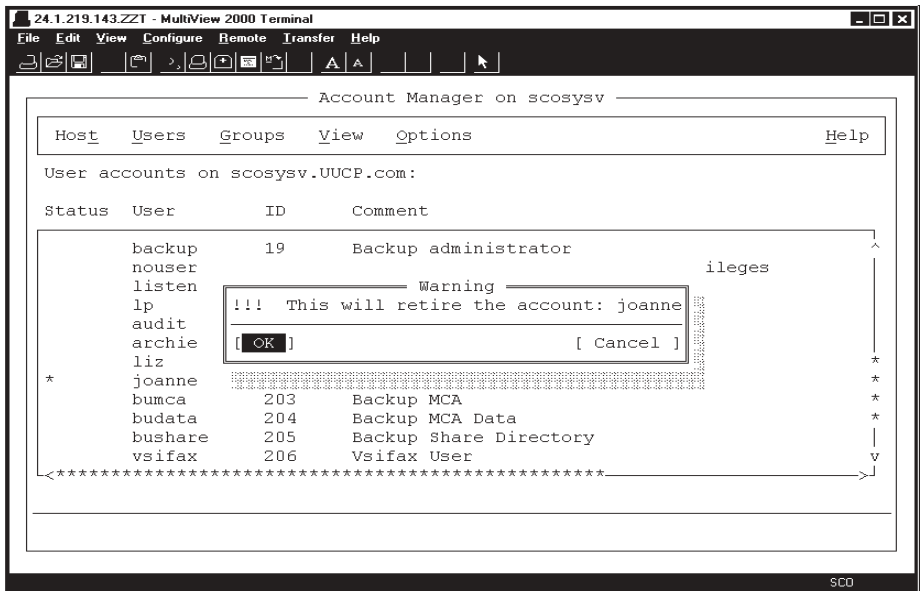 24.1.219.143.ZZT - MultiView 2000 Terminal
File Edit View Configure Remote Transfer Help
Account Manager on scosysv
Host Users Groups View Options Help
User accounts on scosysv.UUCP.com:
Status User ID Comment
backup 19 Backup administrator
nouser ileges
listen
lp
audit
archie
liz
* joanne
Warning
!!! This will retire the account: joanne
[ OK ] [ Cancel ]
bumca 203 Backup MCA
budata 204 Backup MCA Data
bushare 205 Backup Share Directory
vsifax 206 Vsifax User
SCO